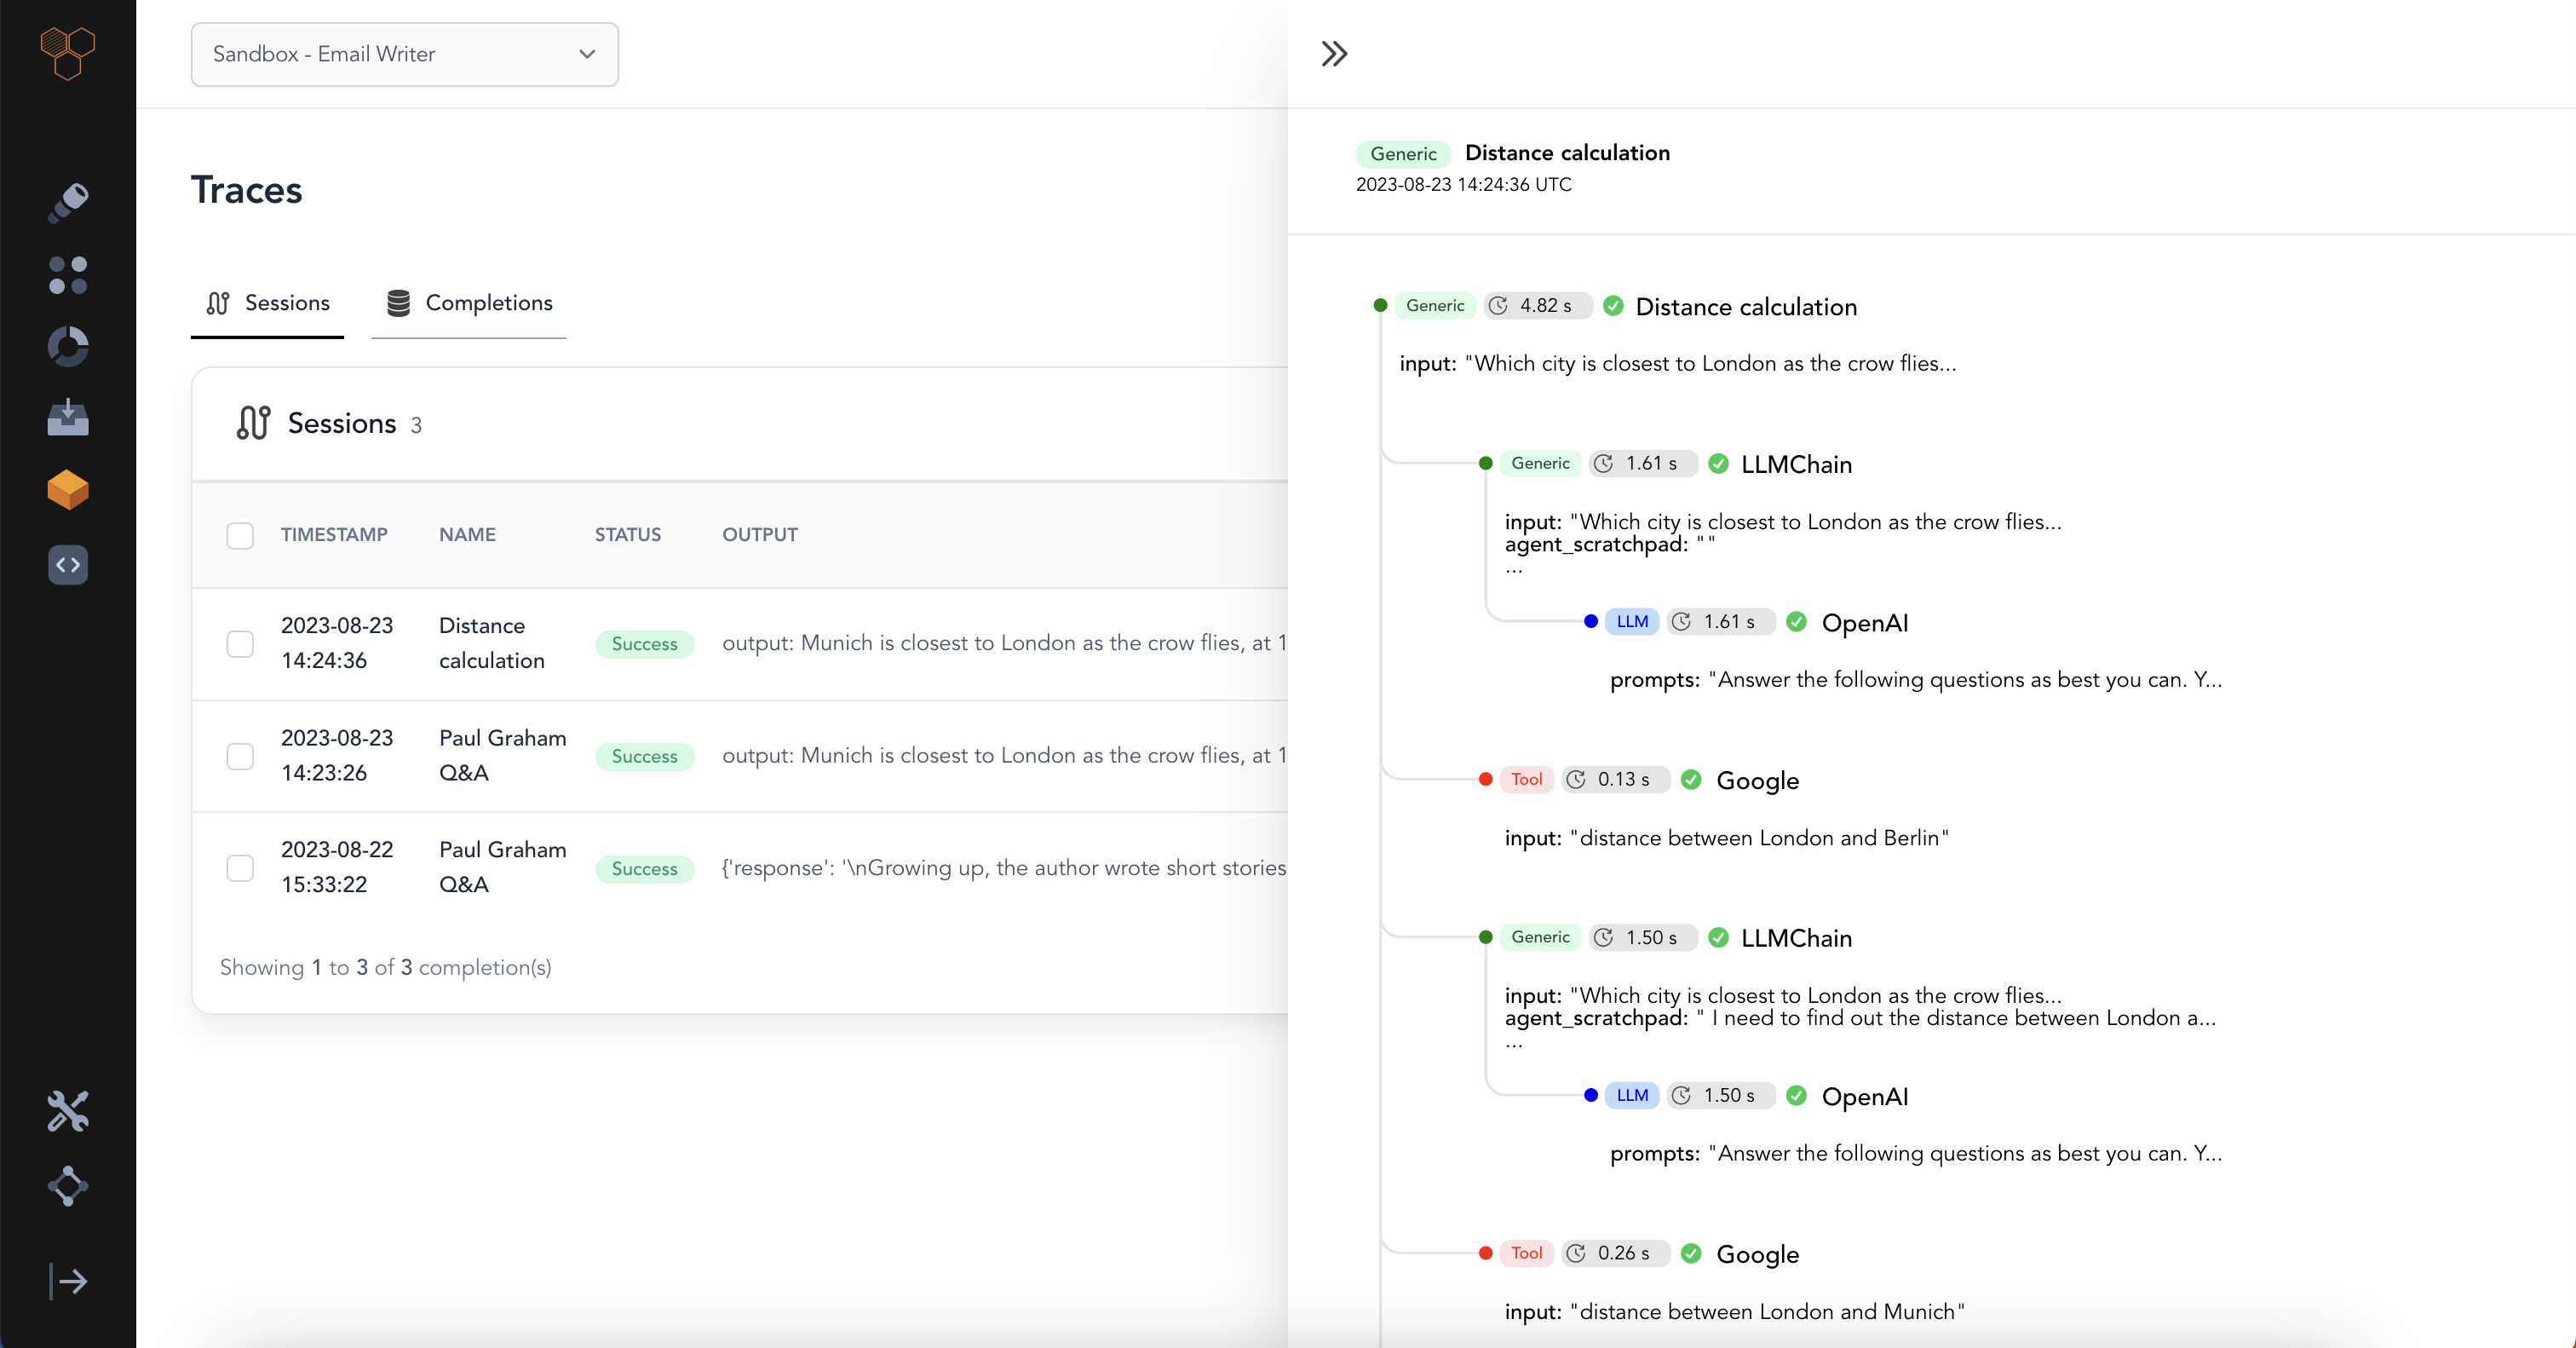 Sandbox - Email Writer
Traces
Sessions
Completions
Sessions 3
TIMESTAMP NAME STATUS OUTPUT
2023-08-23
14:24:36
Distance
calculation
Success
output: Munich is closest to London as the crow flies, at 1
2023-08-23
14:23:26
Paul Graham
Q&A
Success
output: Munich is closest to London as the crow flies, at 1
2023-08-22
15:33:22
Paul Graham
Q&A
Success
{'response': '\nGrowing up, the author wrote short stories
Showing 1 to 3 of 3 completion(s)
Generic Distance calculation
2023-08-23 14:24:36 UTC
Generic 4.82 s Distance calculation
input: "Which city is closest to London as the crow flies...
Generic 1.61 s LLMChain
input: "Which city is closest to London as the crow flies...
agent_scratchpad: ""
...
LLM 1.61 s OpenAI
prompts: "Answer the following questions as best you can. Y...
Tool 0.13 s Google
input: "distance between London and Berlin"
Generic 1.50 s LLMChain
input: "Which city is closest to London as the crow flies...
agent_scratchpad: " I need to find out the distance between London a...
...
LLM 1.50 s OpenAI
prompts: "Answer the following questions as best you can. Y...
Tool 0.26 s Google
input: "distance between London and Munich"